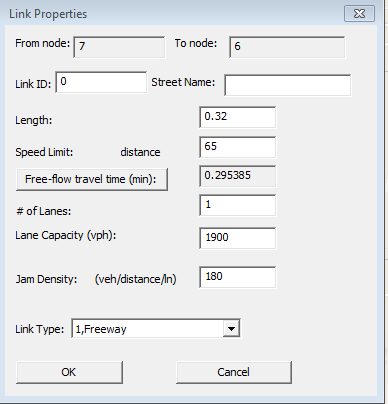 Link Properties
From node: 7 To node: 6
Link ID: 0 Street Name:
Length: 0.32
Speed Limit: distance 65
Free-flow travel time (min): 0.295385
# of Lanes: 1
Lane Capacity (vph): 1900
Jam Density: (veh/distance/ln) 180
Link Type: 1,Freeway
OK Cancel